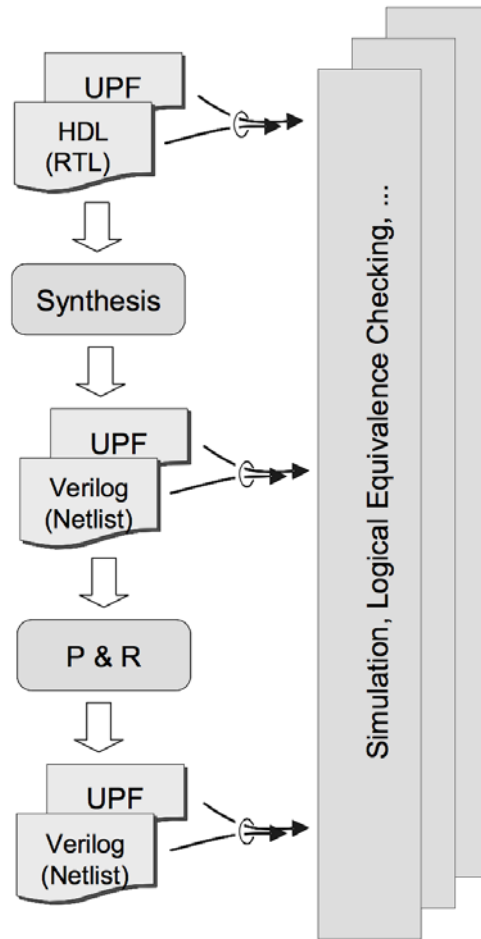 UPF
HDL
(RTL)
Synthesis
UPF
Verilog
(Netlist)
P & R
UPF
Verilog
(Netlist)
Simulation, Logical Equivalence Checking, ...